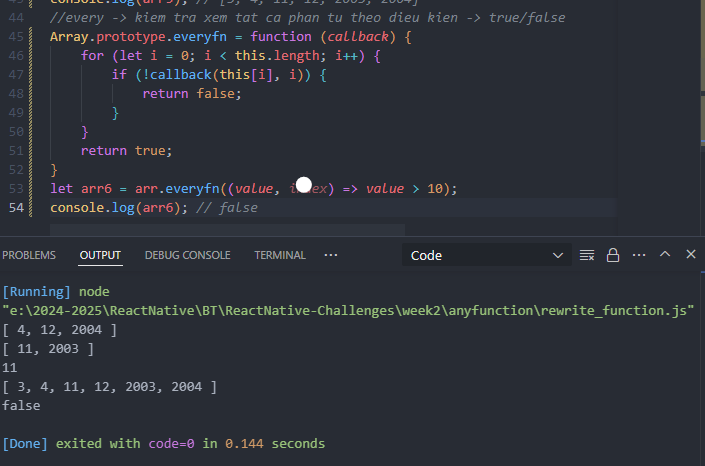 43 console.log(arr5); // [3, 4, 11, 12, 2003, 2004]
44 //every -> kiem tra xem tat ca phan tu theo dieu kien -> true/false
45 Array.prototype.everyfn = function (callback) {
46 for (let i = 0; i < this.length; i++) {
47 if (!callback(this[i], i)) {
48 return false;
49 }
50 }
51 return true;
52 }
53 let arr6 = arr.everyfn((value, ) => value > 10);
54 console.log(arr6); // false
PROBLEMS OUTPUT DEBUG CONSOLE TERMINAL ... Code ...
[Running] node
"e:\2024-2025\ReactNative\BT\ReactNative-Challenges\week2\anyfunction\rewrite_function.js"
[ 4, 12, 2004 ]
[ 11, 2003 ]
11
[ 3, 4, 11, 12, 2003, 2004 ]
false
[Done] exited with code=0 in 0.144 seconds